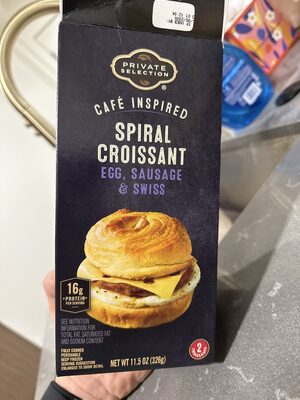 PRIVATE
SELECTION
CAFÉ INSPIRED
SPIRAL
CROISSANT
EGG, SAUSAGE
& SWISS
16g
PROTEIN
PER SERVING
SEE NUTRITION
INFORMATION FOR
TOTAL FAT, SATURATED FAT
AND SODIUM CONTENT
FULLY COOKED
PERISHABLE
KEEP FROZEN
SERVING SUGGESTION
ENLARGED TO SHOW DETAIL
NET WT 11.5 OZ (326g)
2